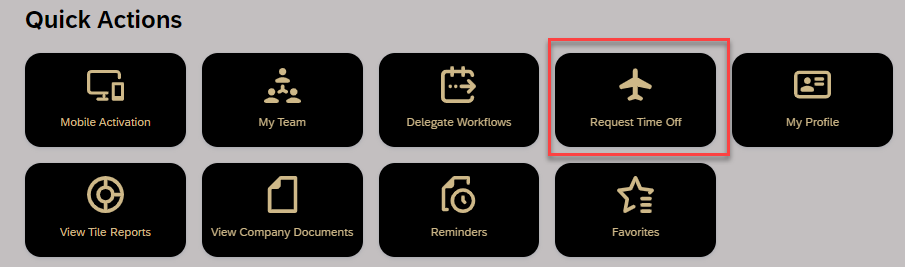 Quick Actions
Mobile Activation
My Team
Delegate Workflows
Request Time Off
My Profile
View Tile Reports
View Company Documents
Reminders
Favorites